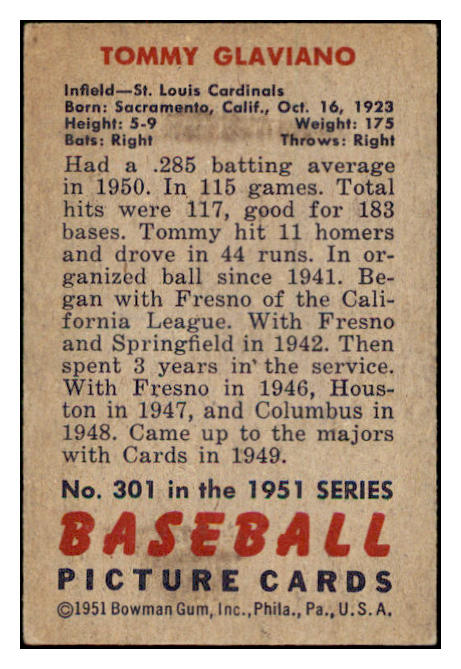 TOMMY GLAVIANO
Infield—St. Louis Cardinals
Born: Sacramento, Calif., Oct. 16, 1923
Height: 5-9 Weight: 175
Bats: Right Throws: Right
Had a .285 batting average
in 1950. In 115 games. Total
hits were 117, good for 183
bases. Tommy hit 11 homers
and drove in 44 runs. In or-
ganized ball since 1941. Be-
gan with Fresno of the Cali-
fornia League. With Fresno
and Springfield in 1942. Then
spent 3 years in the service.
With Fresno in 1946, Hous-
ton in 1947, and Columbus in
1948. Came up to the majors
with Cards in 1949.
No. 301 in the 1951 SERIES
BASEBALL
PICTURE CARDS
©1951 Bowman Gum, Inc., Phila., Pa., U.S.A.